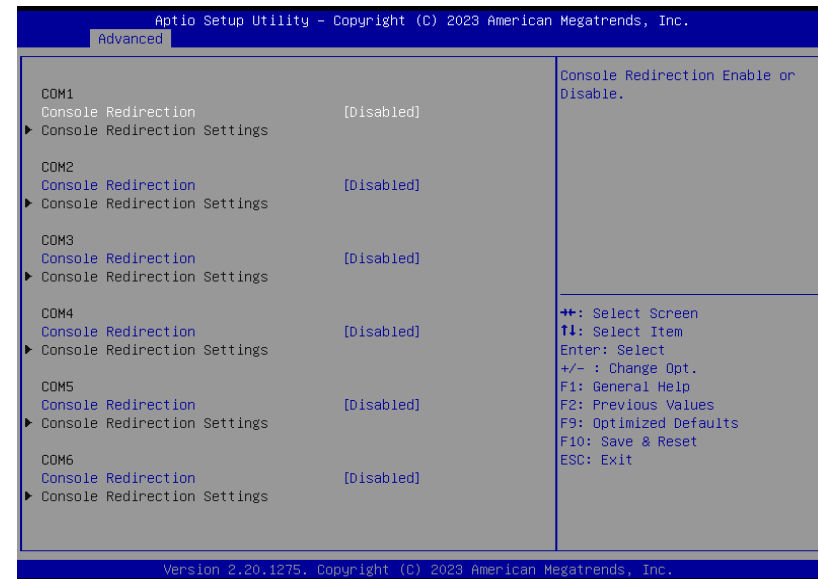 Aptio Setup Utility – Copyright (C) 2023 American Megatrends, Inc.
Advanced
COM1
Console Redirection [Disabled]
Console Redirection Settings
COM2
Console Redirection [Disabled]
Console Redirection Settings
COM3
Console Redirection [Disabled]
Console Redirection Settings
COM4
Console Redirection [Disabled]
Console Redirection Settings
COM5
Console Redirection [Disabled]
Console Redirection Settings
COM6
Console Redirection [Disabled]
Console Redirection Settings
Console Redirection Enable or
Disable.
→←: Select Screen
↑↓: Select Item
Enter: Select
+/- : Change Opt.
F1: General Help
F2: Previous Values
F9: Optimized Defaults
F10: Save & Reset
ESC: Exit
Version 2.20.1275. Copyright (C) 2023 American Megatrends, Inc.